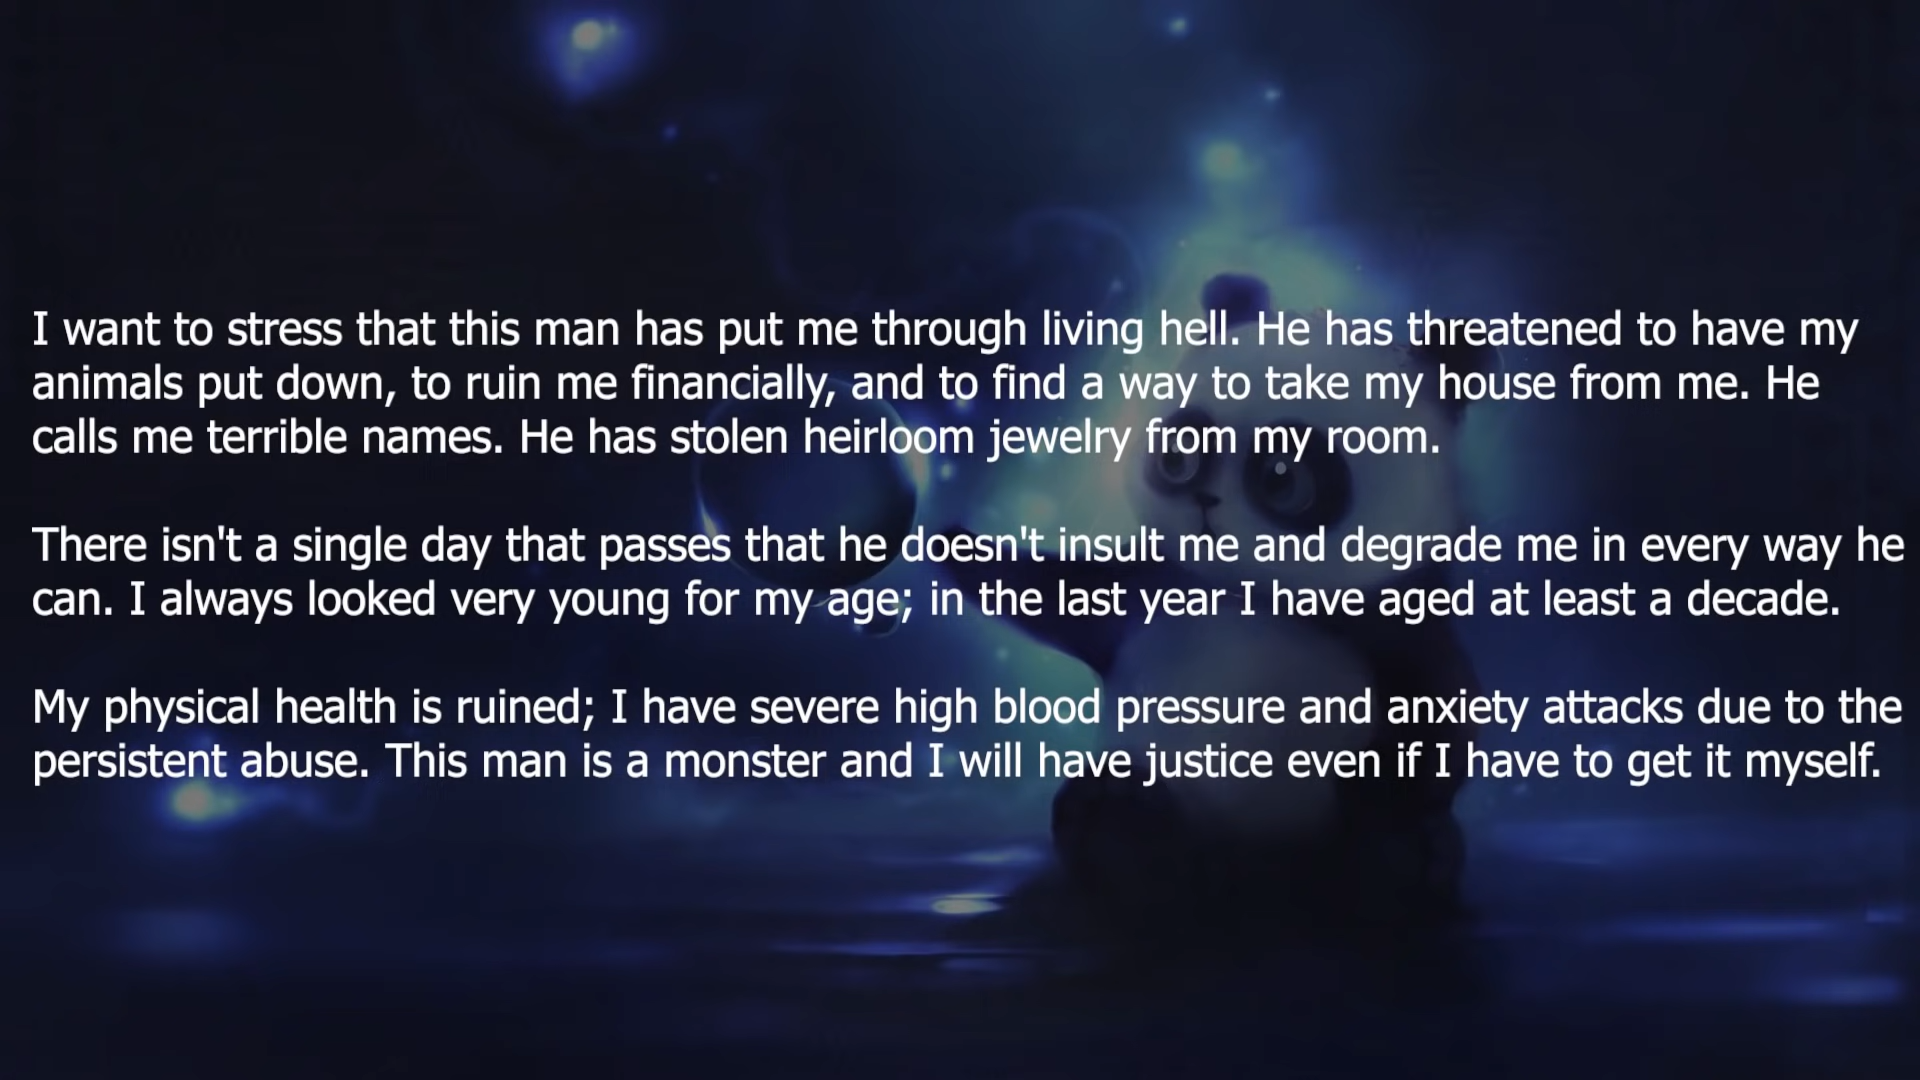 I want to stress that this man has put me through living hell. He has threatened to have my
animals put down, to ruin me financially, and to find a way to take my house from me. He
calls me terrible names. He has stolen heirloom jewelry from my room.
There isn't a single day that passes that he doesn't insult me and degrade me in every way he
can. I always looked very young for my age; in the last year I have aged at least a decade.
My physical health is ruined; I have severe high blood pressure and anxiety attacks due to the
persistent abuse. This man is a monster and I will have justice even if I have to get it myself.